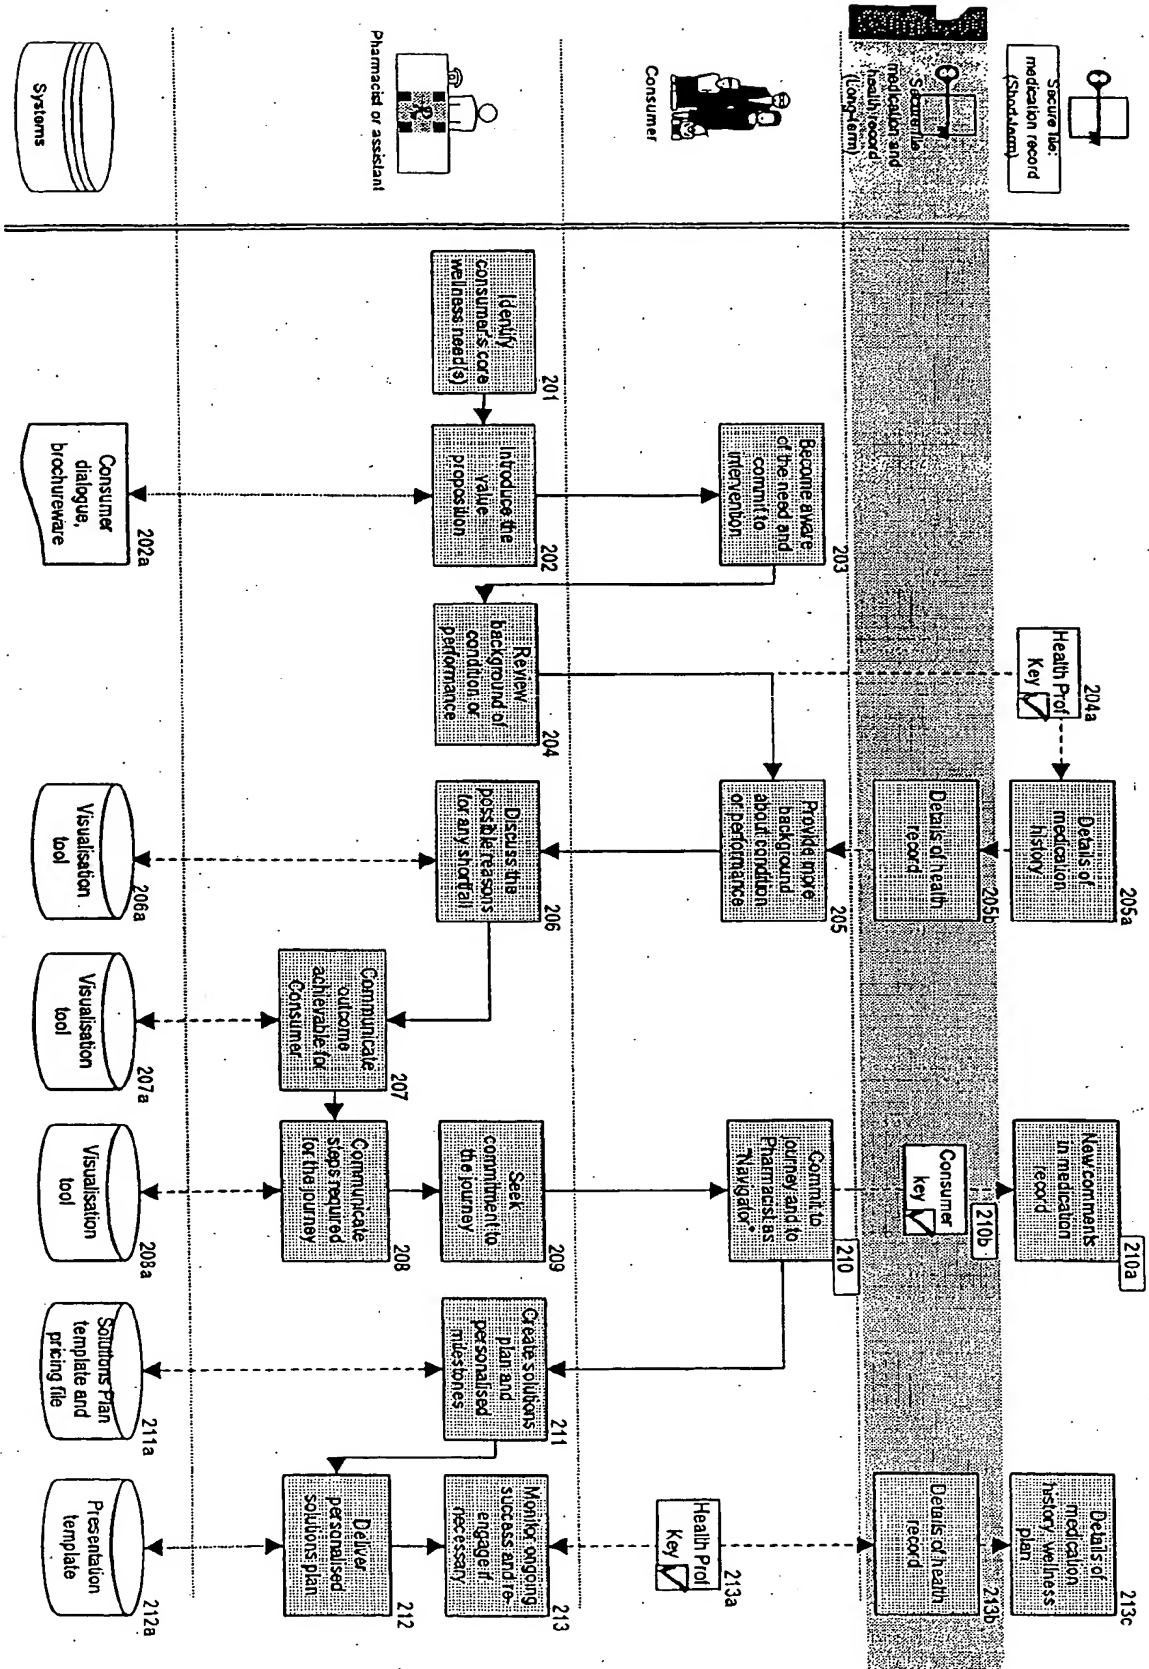 Secure file:
medication record
(Short-term)
Secure file
medication and
health record
(Long-term)
Consumer
Pharmacist or assistant
Systems
204a
Health Prof
Key
205a
Details of
medication
history
210a
New comments
in medication
record
213c
Details of
medication
history, wellness
plan
205b
Details of health
record
210b
Consumer
key
213b
Details of health
record
203
Become aware
of the need and
commit to
intervention
205
Provide more
background
about condition
or performance
210
Commit to
journey and to
Pharmacist as
"Navigator"
213a
Health Prof
Key
201
Identify
consumer's core
wellness need(s)
202
Introduce the
value
proposition
204
Review
background of
condition or
performance
206
Discuss the
possible reasons
for any shortfall
209
Seek
commitment to
the journey
211
Create solutions
plan and
personalised
milestones
213
Monitor ongoing
success and re-
engage if
necessary
207
Communicate
outcome
achievable for
Consumer
208
Communicate
steps required
for the journey
212
Deliver
personalised
solutions plan
202a
Consumer
dialogue,
brochureware
206a
Visualisation
tool
207a
Visualisation
tool
208a
Visualisation
tool
211a
Solutions Plan
template and
pricing file
212a
Presentation
template